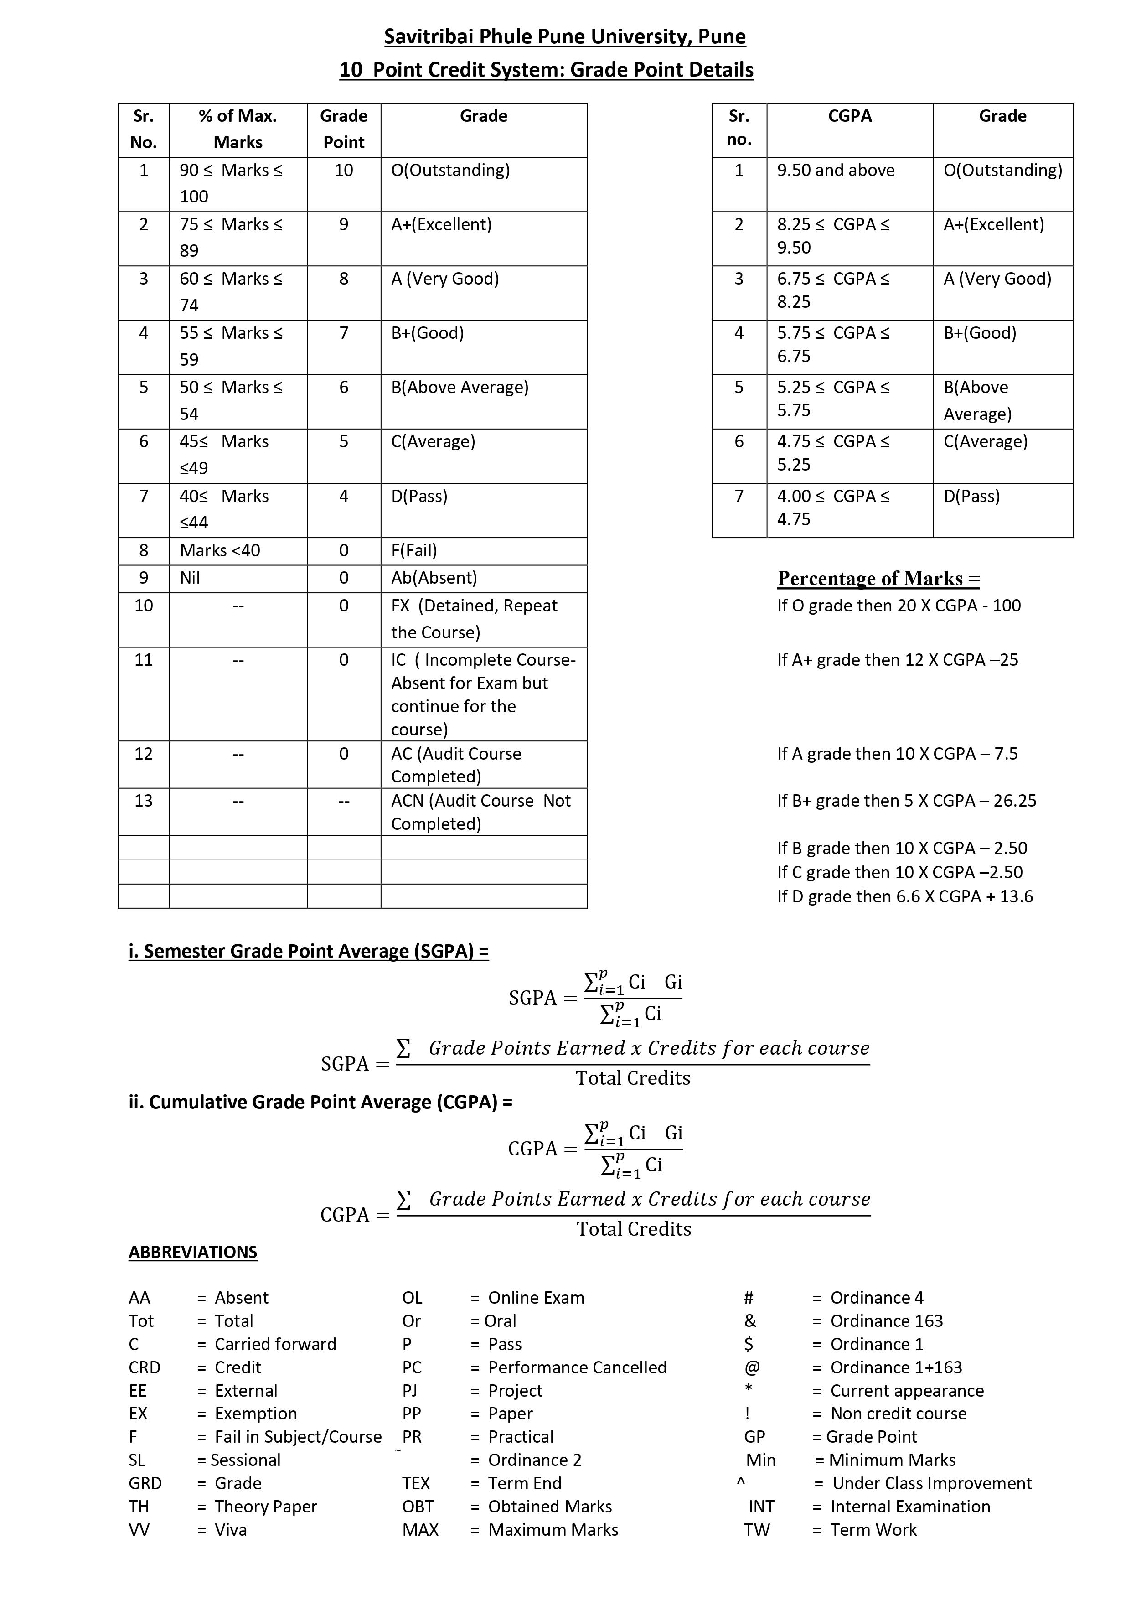 Savitribai Phule Pune University, Pune
10 Point Credit System: Grade Point Details
Sr. No. % of Max. Marks Grade Point Grade
1 90 ≤ Marks ≤ 100 10 O(Outstanding)
2 75 ≤ Marks ≤ 89 9 A+(Excellent)
3 60 ≤ Marks ≤ 74 8 A (Very Good)
4 55 ≤ Marks ≤ 59 7 B+(Good)
5 50 ≤ Marks ≤ 54 6 B(Above Average)
6 45≤ Marks ≤49 5 C(Average)
7 40≤ Marks ≤44 4 D(Pass)
8 Marks <40 0 F(Fail)
9 Nil 0 Ab(Absent)
10 -- 0 FX (Detained, Repeat the Course)
11 -- 0 IC ( Incomplete Course- Absent for Exam but continue for the course)
12 -- 0 AC (Audit Course Completed)
13 -- -- ACN (Audit Course Not Completed)
Sr. no. CGPA Grade
1 9.50 and above O(Outstanding)
2 8.25 ≤ CGPA ≤ 9.50 A+(Excellent)
3 6.75 ≤ CGPA ≤ 8.25 A (Very Good)
4 5.75 ≤ CGPA ≤ 6.75 B+(Good)
5 5.25 ≤ CGPA ≤ 5.75 B(Above Average)
6 4.75 ≤ CGPA ≤ 5.25 C(Average)
7 4.00 ≤ CGPA ≤ 4.75 D(Pass)
Percentage of Marks =
If O grade then 20 X CGPA - 100
If A+ grade then 12 X CGPA –25
If A grade then 10 X CGPA – 7.5
If B+ grade then 5 X CGPA – 26.25
If B grade then 10 X CGPA – 2.50
If C grade then 10 X CGPA –2.50
If D grade then 6.6 X CGPA + 13.6
i. Semester Grade Point Average (SGPA) =
SGPA = ∑ᵖᵢ₌₁ Ci Gi / ∑ᵖᵢ₌₁ Ci
SGPA = ∑ Grade Points Earned x Credits for each course / Total Credits
ii. Cumulative Grade Point Average (CGPA) =
CGPA = ∑ᵖᵢ₌₁ Ci Gi / ∑ᵖᵢ₌₁ Ci
CGPA = ∑ Grade Points Earned x Credits for each course / Total Credits
ABBREVIATIONS
AA = Absent OL = Online Exam # = Ordinance 4
Tot = Total Or = Oral & = Ordinance 163
C = Carried forward P = Pass $ = Ordinance 1
CRD = Credit PC = Performance Cancelled @ = Ordinance 1+163
EE = External PJ = Project * = Current appearance
EX = Exemption PP = Paper ! = Non credit course
F = Fail in Subject/Course PR = Practical GP = Grade Point
SL = Sessional ~ = Ordinance 2 Min = Minimum Marks
GRD = Grade TEX = Term End ^ = Under Class Improvement
TH = Theory Paper OBT = Obtained Marks INT = Internal Examination
VV = Viva MAX = Maximum Marks TW = Term Work